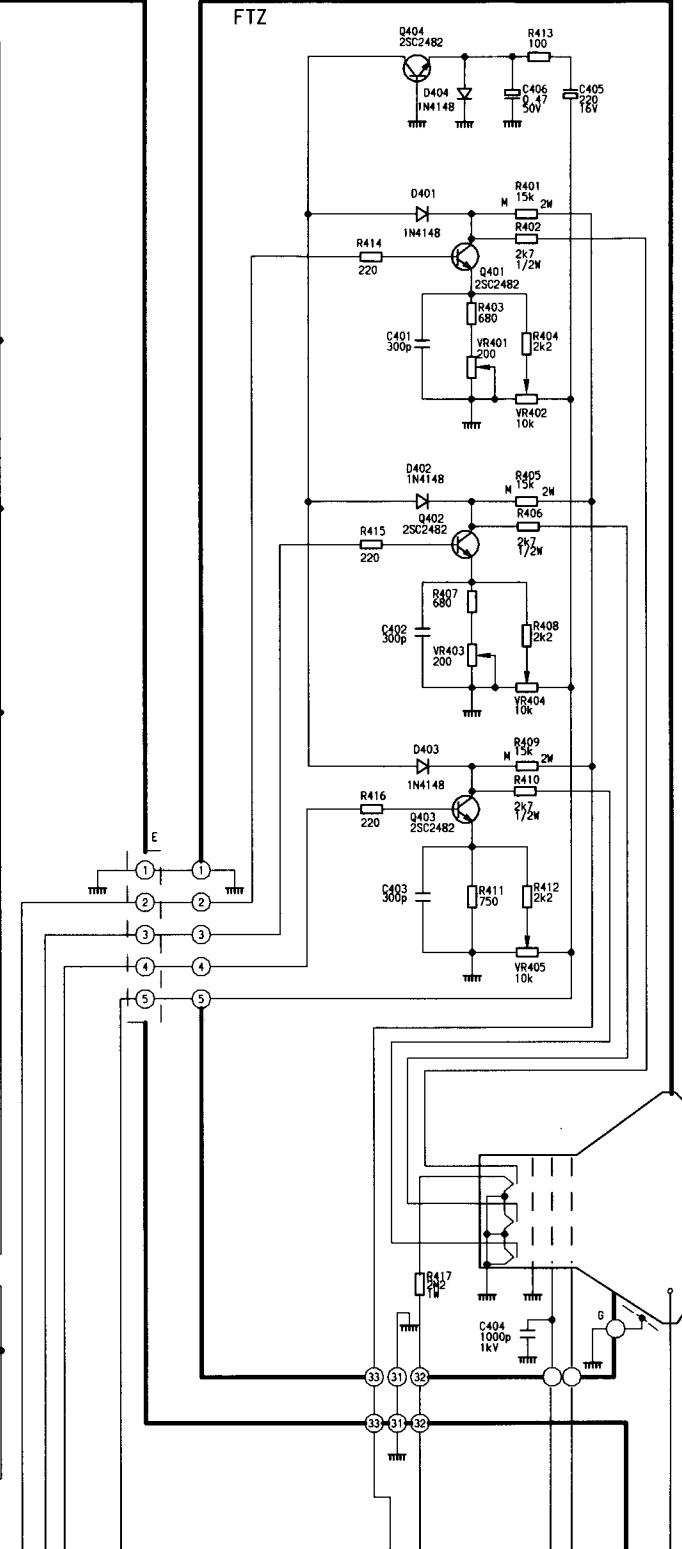 FTZ
Q404
2SC2482
R413
100
D404
1N4148
C406
0.47
50V
C405
220
16V
D401
1N4148
R401
15k
M 2W
R402
2k7
1/2W
R414
220
Q401
2SC2482
R403
680
C401
300p
VR401
200
R404
2k2
VR402
10k
D402
1N4148
R405
15k
M 2W
Q402
2SC2482
R406
2k7
1/2W
R415
220
R407
680
C402
300p
VR403
200
R408
2k2
VR404
10k
D403
1N4148
R409
15k
M 2W
R410
2k7
1/2W
R416
220
Q403
2SC2482
C403
300p
R411
750
R412
2k2
VR405
10k
E
1 1
2 2
3 3
4 4
5 5
R417
2M2
1W
C404
1000p
1kV
G
33 31 32
33 31 32